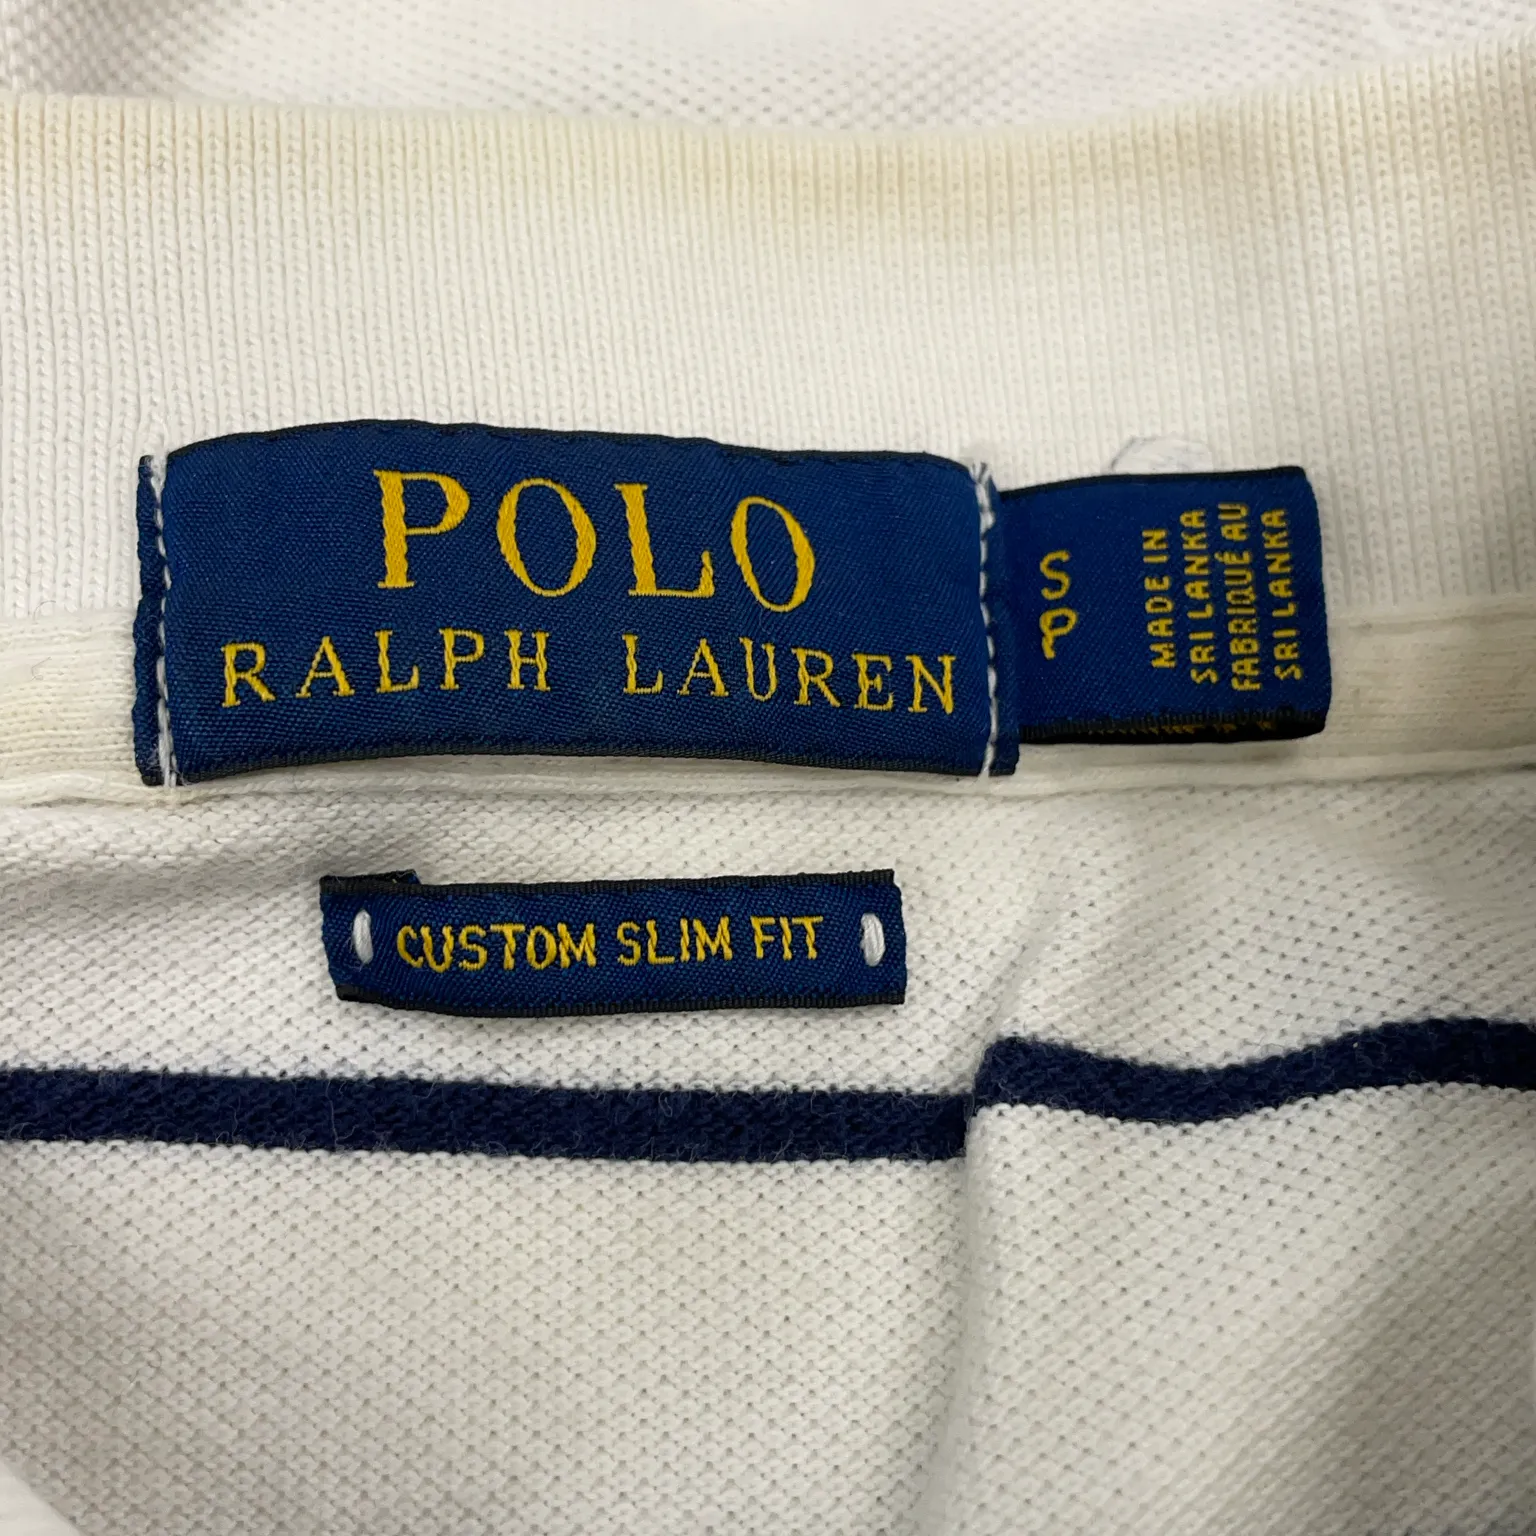 POLO
RALPH LAUREN
S
P
MADE IN
SRI LANKA
FABRIQUÉ AU
SRI LANKA
CUSTOM SLIM FIT